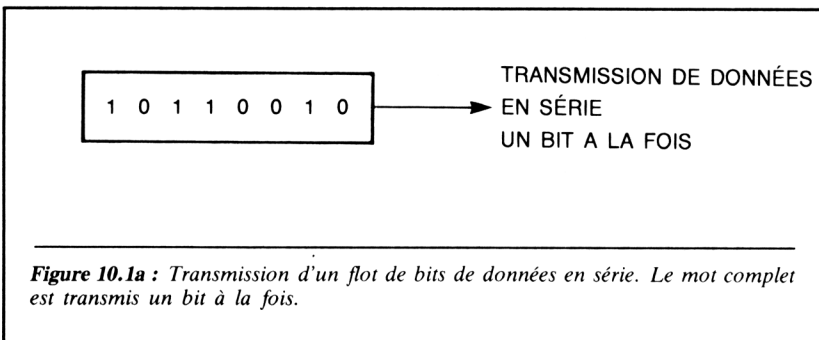 1 0 1 1 0 0 1 0
TRANSMISSION DE DONNÉES
EN SÉRIE
UN BIT A LA FOIS
Figure 10.1a : Transmission d'un flot de bits de données en série. Le mot complet
est transmis un bit à la fois.